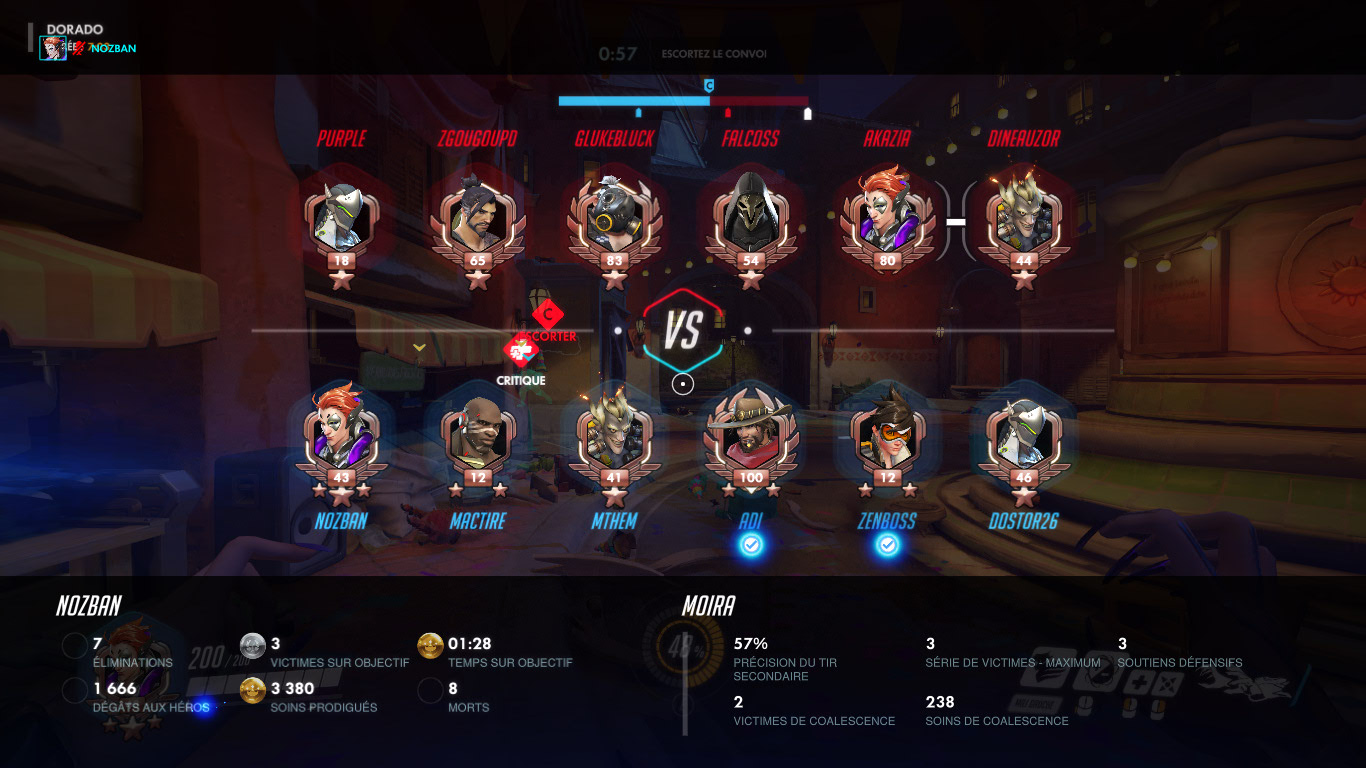 DORADO
NOZBAN
0:57 ESCORTEZ LE CONVOI
C
PURPLE ZGOUGOUPD GLUKEBLUCK FALCOSS AKAZIA DINEAUZOR
18 65 83 54 80 44
C
ESCORTER
VS
CRITIQUE
43 12 41 100 12 46
NOZBAN MACTIRE MTHEM ADI ZENBOSS DOSTOR26
NOZBAN
7
ÉLIMINATIONS
3
VICTIMES SUR OBJECTIF
01:28
TEMPS SUR OBJECTIF
1 666
DÉGÂTS AUX HÉROS
3 380
SOINS PRODIGUÉS
8
MORTS
200/200
48%
MOIRA
57%
PRÉCISION DU TIR
SECONDAIRE
3
SÉRIE DE VICTIMES - MAXIMUM
3
SOUTIENS DÉFENSIFS
2
VICTIMES DE COALESCENCE
238
SOINS DE COALESCENCE